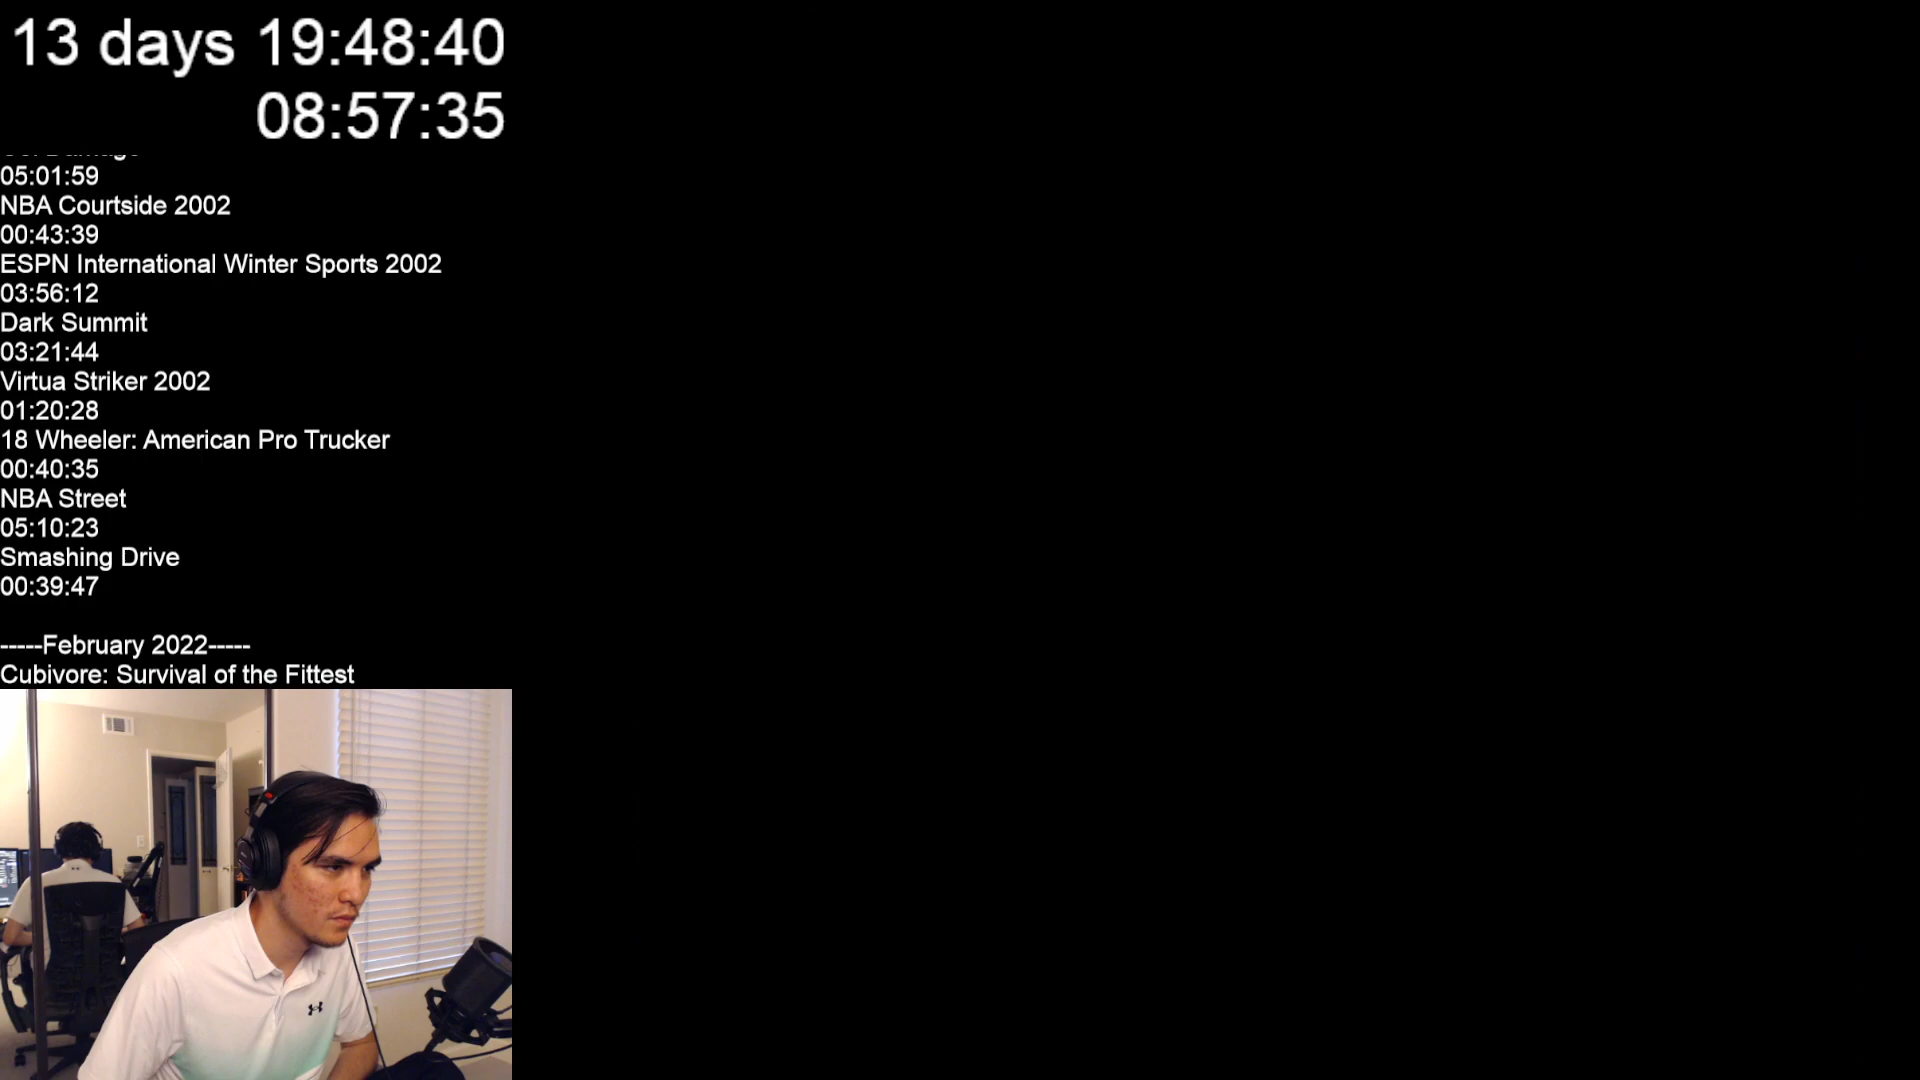 13 days 19:48:40
08:57:35
05:01:59
NBA Courtside 2002
00:43:39
ESPN International Winter Sports 2002
03:56:12
Dark Summit
03:21:44
Virtua Striker 2002
01:20:28
18 Wheeler: American Pro Trucker
00:40:35
NBA Street
05:10:23
Smashing Drive
00:39:47
-----February 2022-----
Cubivore: Survival of the Fittest